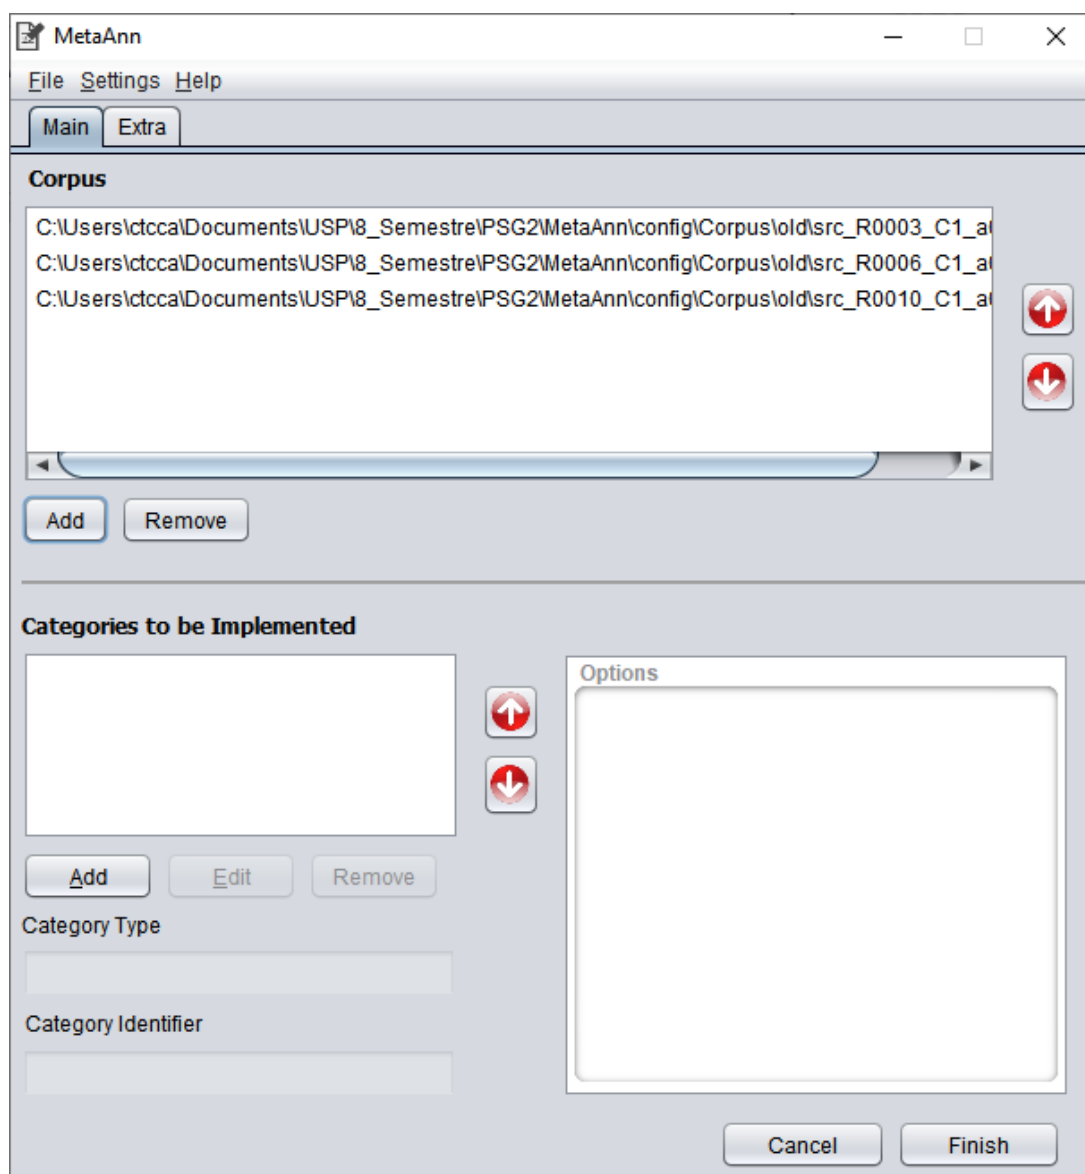 MetaAnn
File Settings Help
Main Extra
Corpus
C:\Users\ctcca\Documents\USP\8_Semestre\PSG2\MetaAnn\config\Corpus\old\src_R0003_C1_a
C:\Users\ctcca\Documents\USP\8_Semestre\PSG2\MetaAnn\config\Corpus\old\src_R0006_C1_a
C:\Users\ctcca\Documents\USP\8_Semestre\PSG2\MetaAnn\config\Corpus\old\src_R0010_C1_a
Add Remove
Categories to be Implemented
Options
Add Edit Remove
Category Type
Category Identifier
Cancel Finish